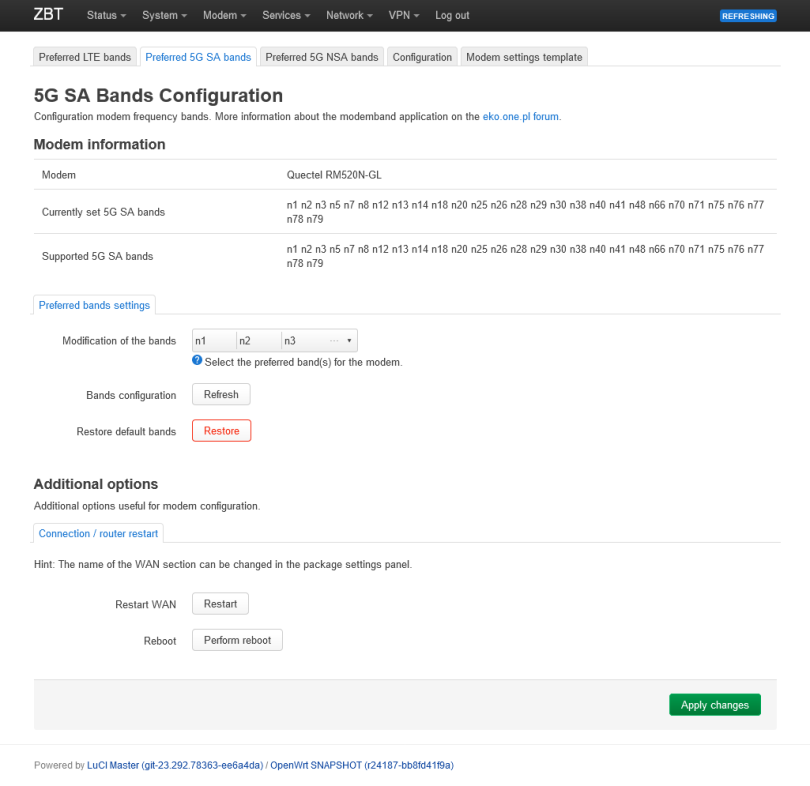 ZBT Status System Modem Services Network VPN Log out REFRESHING
Preferred LTE bands Preferred 5G SA bands Preferred 5G NSA bands Configuration Modem settings template
5G SA Bands Configuration
Configuration modem frequency bands. More information about the modemband application on the eko.one.pl forum.
Modem information
Modem Quectel RM520N-GL
Currently set 5G SA bands n1 n2 n3 n5 n7 n8 n12 n13 n14 n18 n20 n25 n26 n28 n29 n30 n38 n40 n41 n48 n66 n70 n71 n75 n76 n77
n78 n79
Supported 5G SA bands n1 n2 n3 n5 n7 n8 n12 n13 n14 n18 n20 n25 n26 n28 n29 n30 n38 n40 n41 n48 n66 n70 n71 n75 n76 n77
n78 n79
Preferred bands settings
Modification of the bands n1 n2 n3 ...
? Select the preferred band(s) for the modem.
Bands configuration Refresh
Restore default bands Restore
Additional options
Additional options useful for modem configuration.
Connection / router restart
Hint: The name of the WAN section can be changed in the package settings panel.
Restart WAN Restart
Reboot Perform reboot
Apply changes
Powered by LuCI Master (git-23.292.78363-ee6a4da) / OpenWrt SNAPSHOT (r24187-bb8fd41f9a)